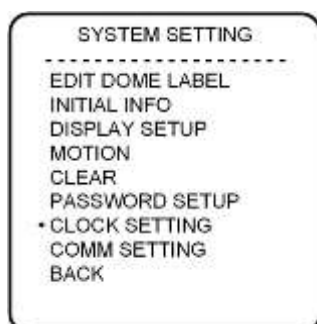 SYSTEM SETTING
EDIT DOME LABEL
INITIAL INFO
DISPLAY SETUP
MOTION
CLEAR
PASSWORD SETUP
• CLOCK SETTING
COMM SETTING
BACK